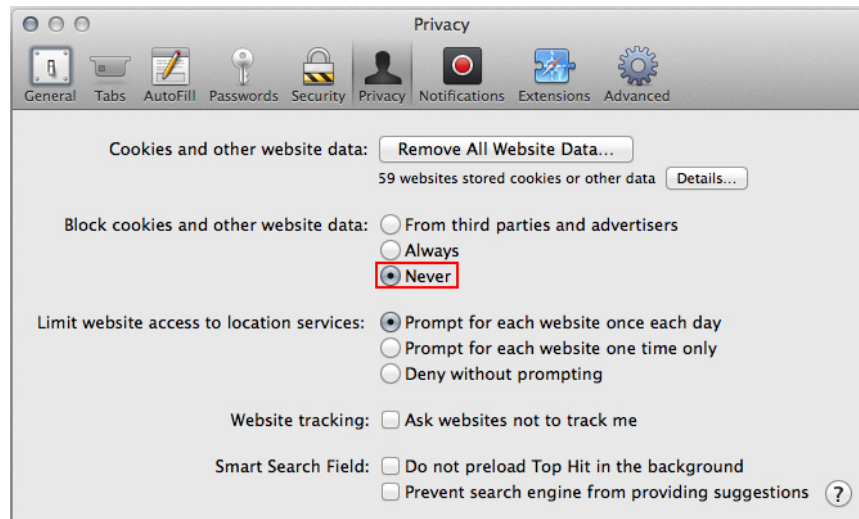 Privacy
General Tabs AutoFill Passwords Security Privacy Notifications Extensions Advanced
Cookies and other website data: Remove All Website Data...
59 websites stored cookies or other data Details...
Block cookies and other website data: From third parties and advertisers
Always
Never
Limit website access to location services: Prompt for each website once each day
Prompt for each website one time only
Deny without prompting
Website tracking: Ask websites not to track me
Smart Search Field: Do not preload Top Hit in the background
Prevent search engine from providing suggestions ?